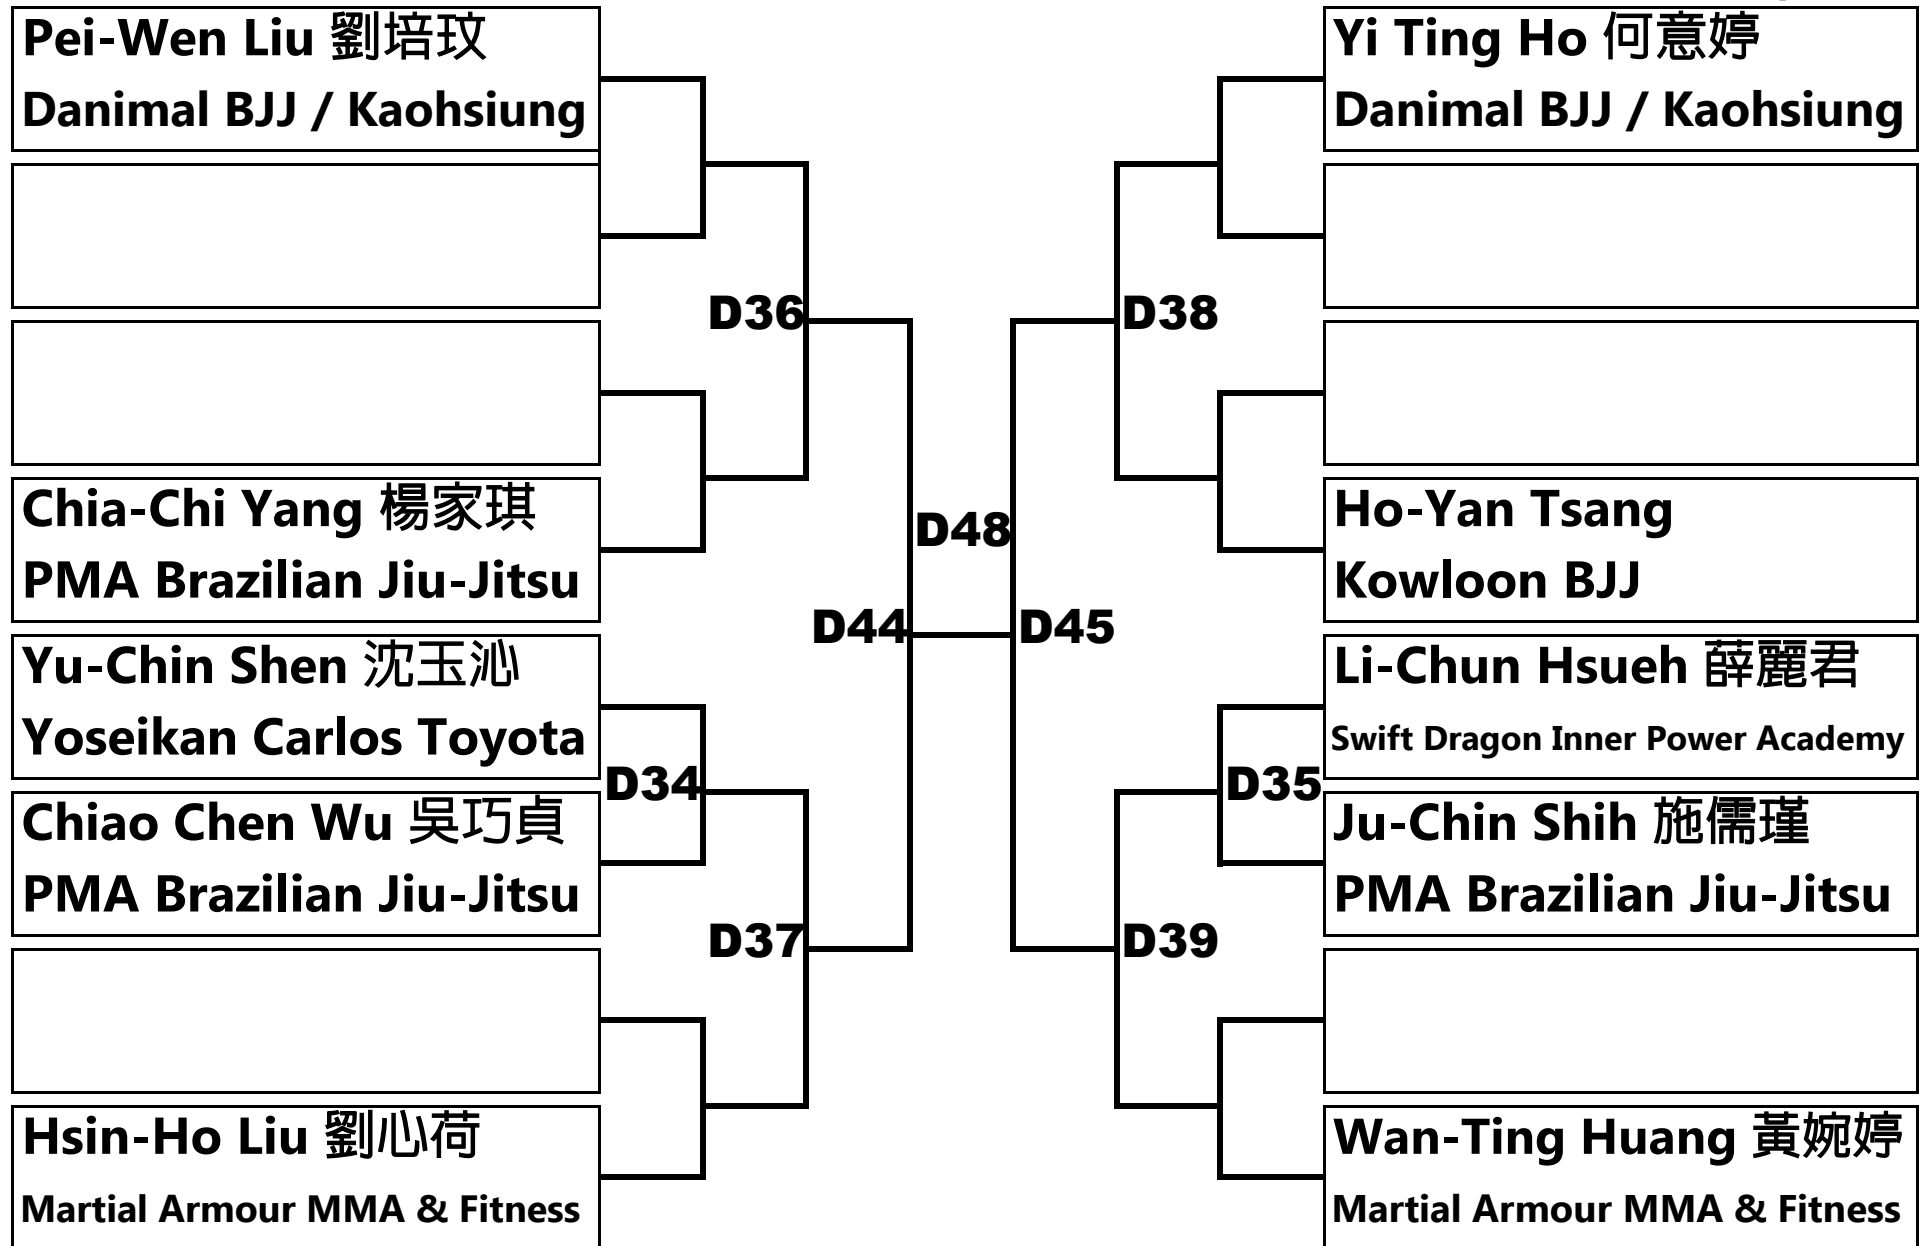 Pei-Wen Liu 劉培玟
Danimal BJJ / Kaohsiung
Chia-Chi Yang 楊家琪
PMA Brazilian Jiu-Jitsu
Yu-Chin Shen 沈玉沁
Yoseikan Carlos Toyota
Chiao Chen Wu 吳巧貞
PMA Brazilian Jiu-Jitsu
Hsin-Ho Liu 劉心荷
Martial Armour MMA & Fitness
D34
D36
D37
D44
D48
D45
D38
D39
D35
Yi Ting Ho 何意婷
Danimal BJJ / Kaohsiung
Ho-Yan Tsang
Kowloon BJJ
Li-Chun Hsueh 薛麗君
Swift Dragon Inner Power Academy
Ju-Chin Shih 施儒瑾
PMA Brazilian Jiu-Jitsu
Wan-Ting Huang 黃婉婷
Martial Armour MMA & Fitness